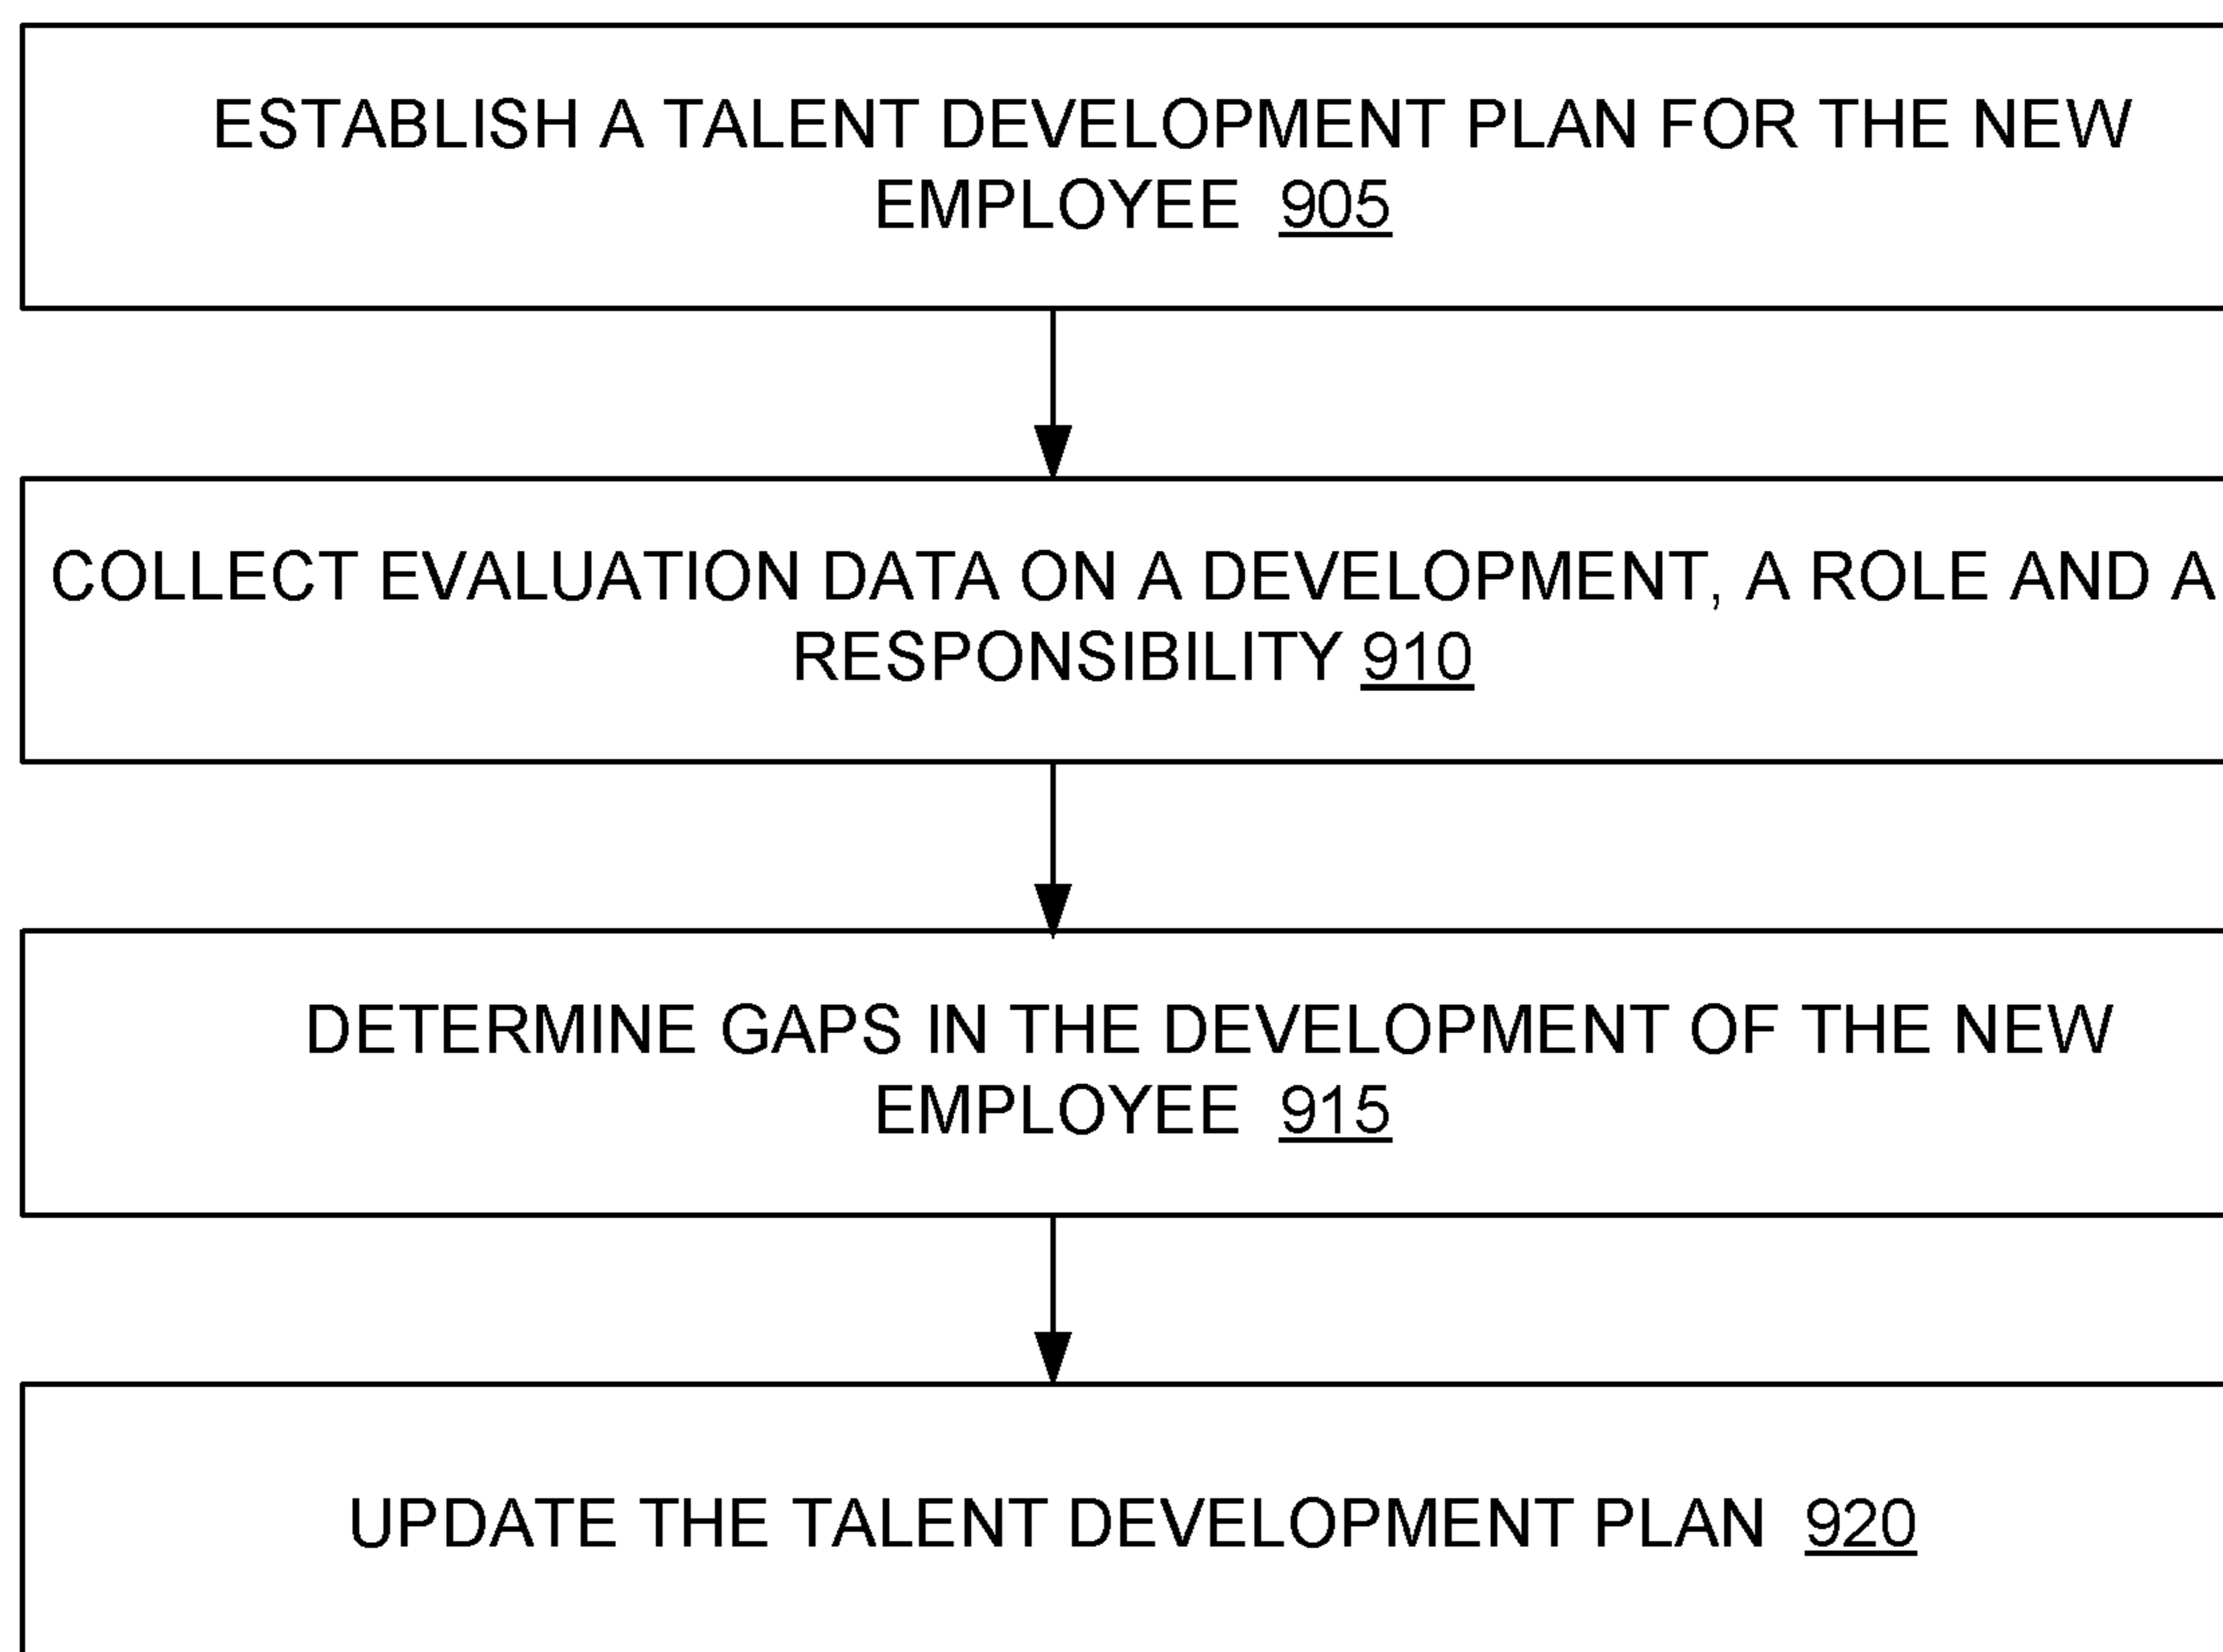 ESTABLISH A TALENT DEVELOPMENT PLAN FOR THE NEW
EMPLOYEE 905
COLLECT EVALUATION DATA ON A DEVELOPMENT, A ROLE AND A
RESPONSIBILITY 910
DETERMINE GAPS IN THE DEVELOPMENT OF THE NEW
EMPLOYEE 915
UPDATE THE TALENT DEVELOPMENT PLAN 920